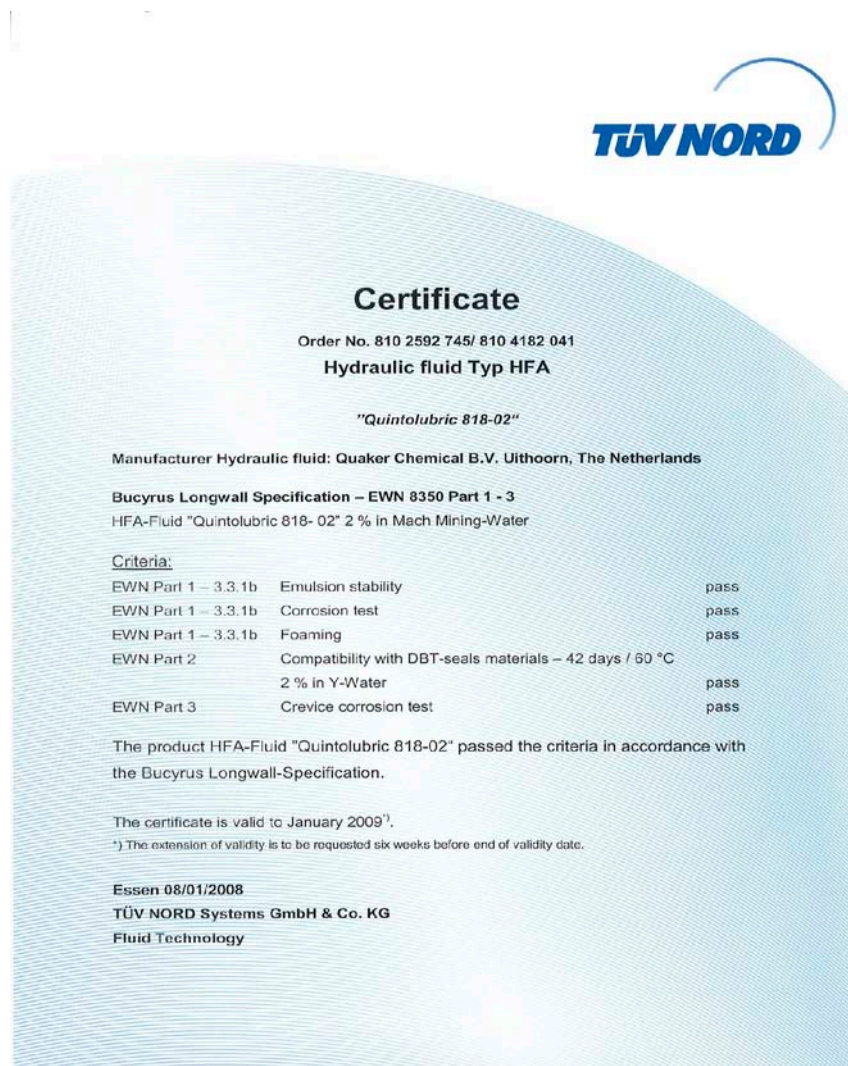 TÜV NORD
Certificate
Order No. 810 2592 745/ 810 4182 041
Hydraulic fluid Typ HFA
"Quintolubric 818-02"
Manufacturer Hydraulic fluid: Quaker Chemical B.V. Uithoorn, The Netherlands
Bucyrus Longwall Specification – EWN 8350 Part 1 - 3
HFA-Fluid "Quintolubric 818- 02" 2 % in Mach Mining-Water
Criteria:
EWN Part 1 – 3.3.1b Emulsion stability pass
EWN Part 1 – 3.3.1b Corrosion test pass
EWN Part 1 – 3.3.1b Foaming pass
EWN Part 2 Compatibility with DBT-seals materials – 42 days / 60 °C
2 % in Y-Water pass
EWN Part 3 Crevice corrosion test pass
The product HFA-Fluid "Quintolubric 818-02" passed the criteria in accordance with
the Bucyrus Longwall-Specification.
The certificate is valid to January 2009*).
*) The extension of validity is to be requested six weeks before end of validity date.
Essen 08/01/2008
TÜV NORD Systems GmbH & Co. KG
Fluid Technology